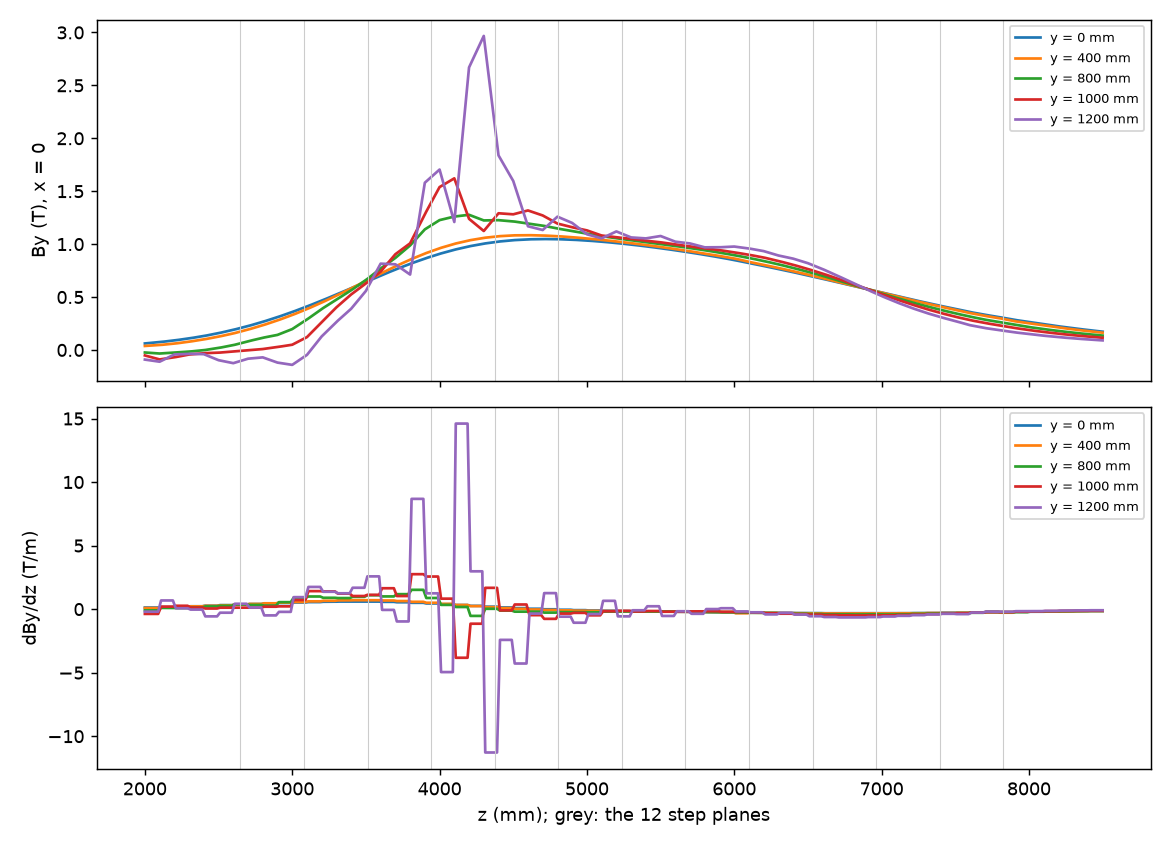 By (T), x = 0
3.0
2.5
2.0
1.5
1.0
0.5
0.0
y = 0 mm
y = 400 mm
y = 800 mm
y = 1000 mm
y = 1200 mm
dBy/dz (T/m)
15
10
5
0
−5
−10
y = 0 mm
y = 400 mm
y = 800 mm
y = 1000 mm
y = 1200 mm
2000 3000 4000 5000 6000 7000 8000
z (mm); grey: the 12 step planes